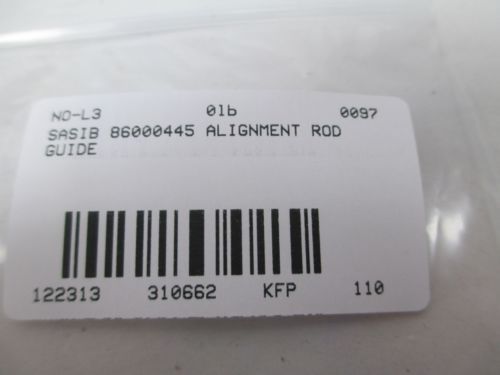 NO-L3 01b 0097
SASIB 86000445 ALIGNMENT ROD
GUIDE
122313 310662 KFP 110